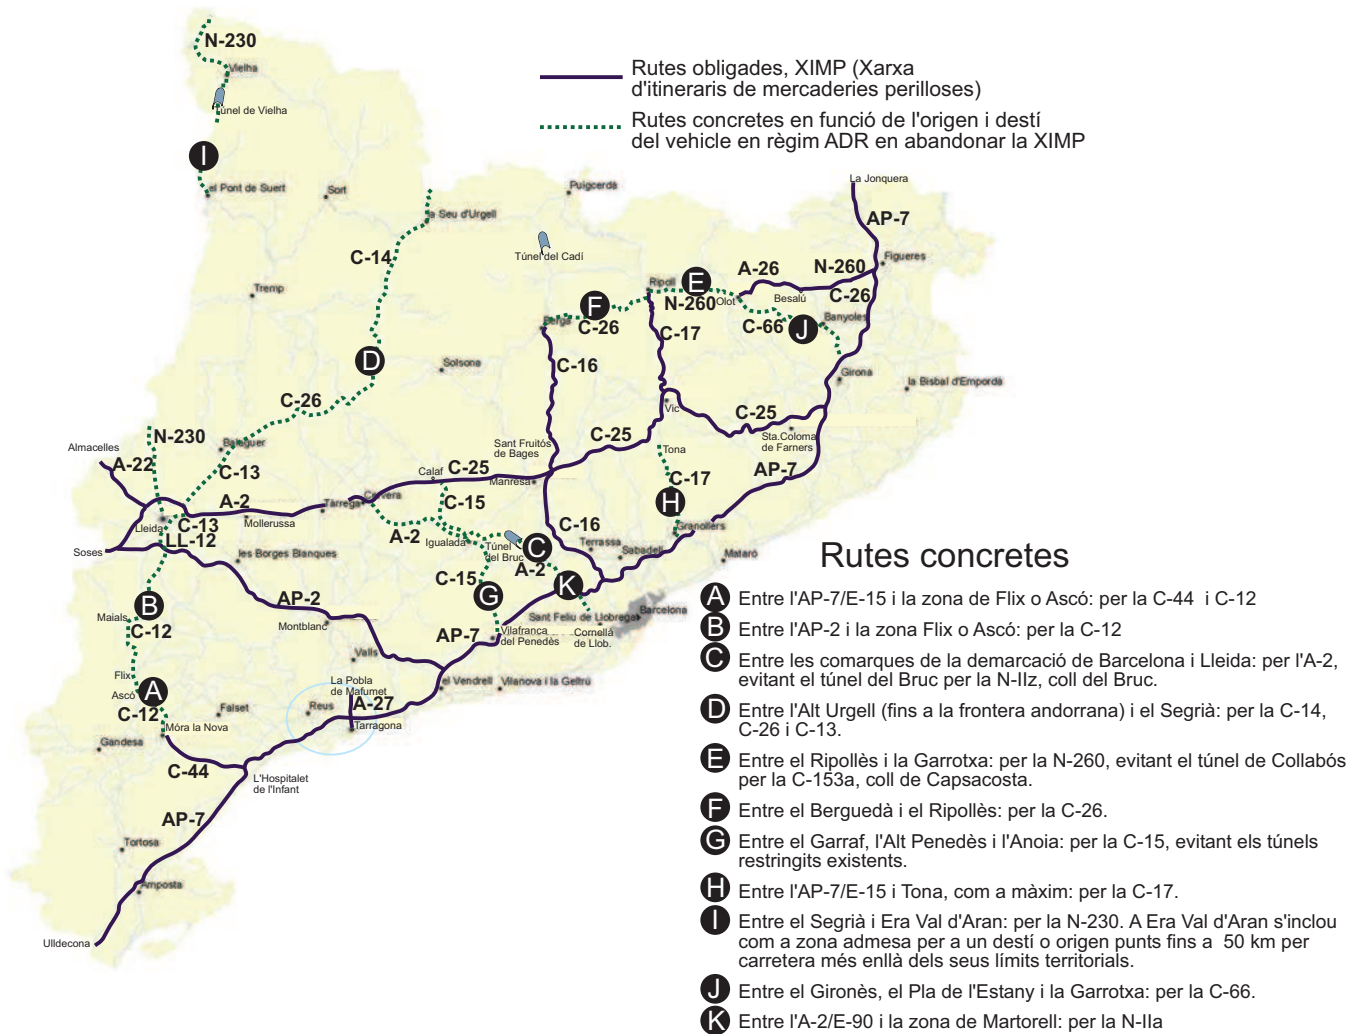 N-230
Vielha
Túnel de Vielha
I
el Pont de Suert
Sort
Rutes obligades, XIMP (Xarxa
d'itineraris de mercaderies perilloses)
Rutes concretes en funció de l'origen i destí
del vehicle en règim ADR en abandonar la XIMP
Puigcerdà
la Seu d'Urgell
La Jonquera
AP-7
C-14
Túnel del Cadí
Figueres
N-260
A-26
E
Ripoll
Tremp
C-26
Besalú
Olot
N-260
F
Banyoles
J
C-66
Berga
C-26
C-17
D
Solsona
C-16
Girona
la Bisbal d'Empordà
C-26
Vic
C-25
N-230
Balaguer
Almacelles
Sant Fruitós
de Bages
C-25
Sta.Coloma
de Farners
Tona
A-22
C-13
Calaf
C-25
Manresa
AP-7
C-17
Tàrrega
Cervera
C-15
H
A-2
Mollerussa
Lleida
C-13
LL-12
Soses
les Borges Blanques
A-2
Igualada
Túnel
del Bruc
C
A-2
C-16
Terrassa
Sabadell
Granollers
Mataró
C-15
K
G
B
Maials
C-12
AP-2
Montblanc
AP-7
Vilafranca
del Penedès
Sant Feliu de Llobrega
Cornellà
de Llob.
Barcelona
Valls
Flix
Ascó
A
C-12
La Pobla
de Mafumet
el Vendrell
Vilanova i la Geltrú
A-27
Reus
Falset
Tarragona
Móra la Nova
Gandesa
C-44
L'Hospitalet
de l'Infant
AP-7
Tortosa
Amposta
Ulldecona
Rutes concretes
A Entre l'AP-7/E-15 i la zona de Flix o Ascó: per la C-44 i C-12
B Entre l'AP-2 i la zona Flix o Ascó: per la C-12
C Entre les comarques de la demarcació de Barcelona i Lleida: per l'A-2,
evitant el túnel del Bruc per la N-IIz, coll del Bruc.
D Entre l'Alt Urgell (fins a la frontera andorrana) i el Segrià: per la C-14,
C-26 i C-13.
E Entre el Ripollès i la Garrotxa: per la N-260, evitant el túnel de Collabós
per la C-153a, coll de Capsacosta.
F Entre el Berguedà i el Ripollès: per la C-26.
G Entre el Garraf, l'Alt Penedès i l'Anoia: per la C-15, evitant els túnels
restringits existents.
H Entre l'AP-7/E-15 i Tona, com a màxim: per la C-17.
I Entre el Segrià i Era Val d'Aran: per la N-230. A Era Val d'Aran s'inclou
com a zona admesa per a un destí o origen punts fins a 50 km per
carretera més enllà dels seus límits territorials.
J Entre el Gironès, el Pla de l'Estany i la Garrotxa: per la C-66.
K Entre l'A-2/E-90 i la zona de Martorell: per la N-IIa